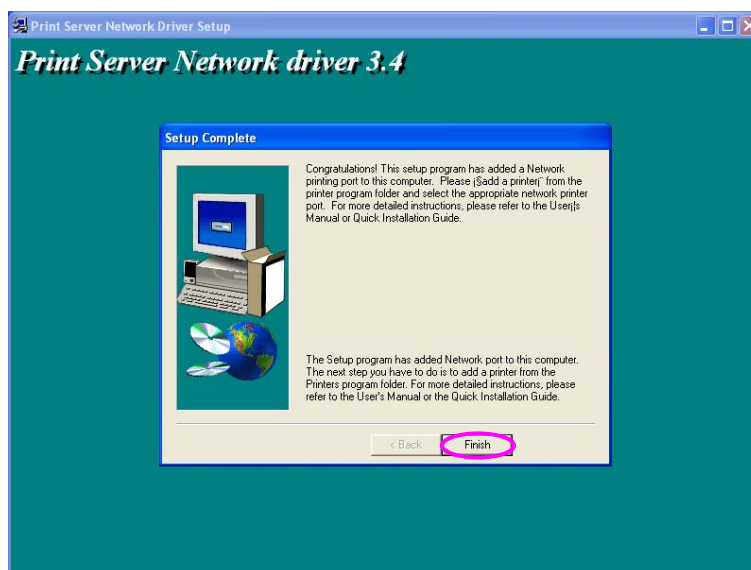 Print Server Network Driver Setup
Print Server Network driver 3.4
Setup Complete
Congratulations! This setup program has added a Network
printing port to this computer. Please ¡§add a printer¡¨ from the
printer program folder and select the appropriate network printer
port. For more detailed instructions, please refer to the User¡¦s
Manual or Quick Installation Guide.
The Setup program has added Network port to this computer.
The next step you have to do is to add a printer from the
Printers program folder. For more detailed instructions, please
refer to the User's Manual or the Quick Installation Guide.
< Back
Finish